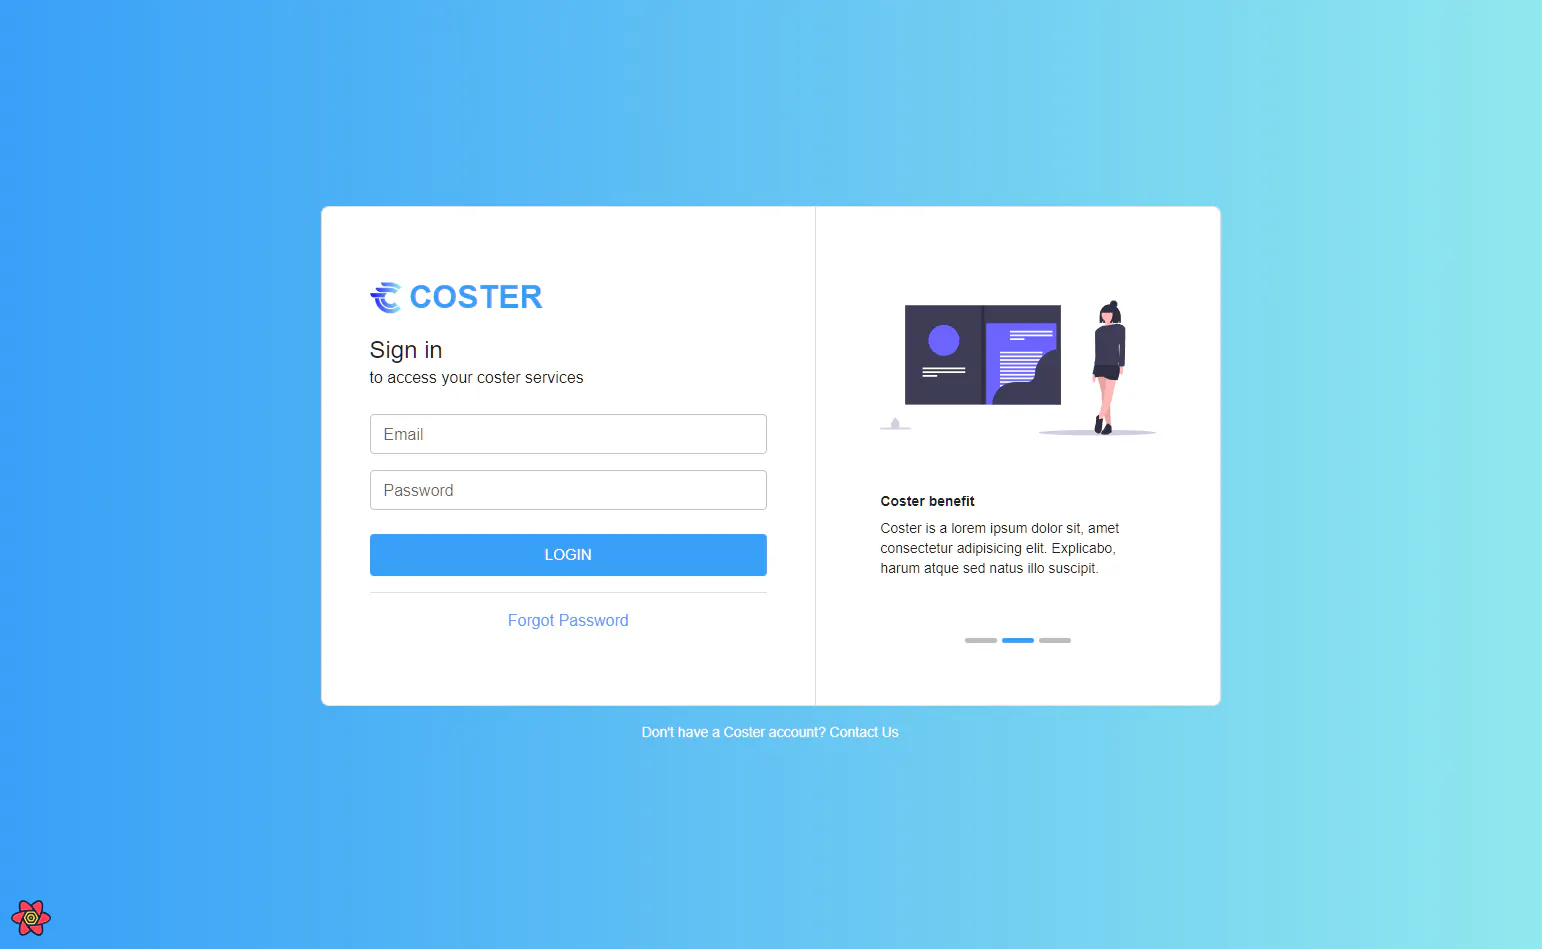 COSTER
Sign in
to access your coster services
Email
Password
LOGIN
Forgot Password
Coster benefit
Coster is a lorem ipsum dolor sit, amet
consectetur adipisicing elit. Explicabo,
harum atque sed natus illo suscipit.
Don't have a Coster account? Contact Us